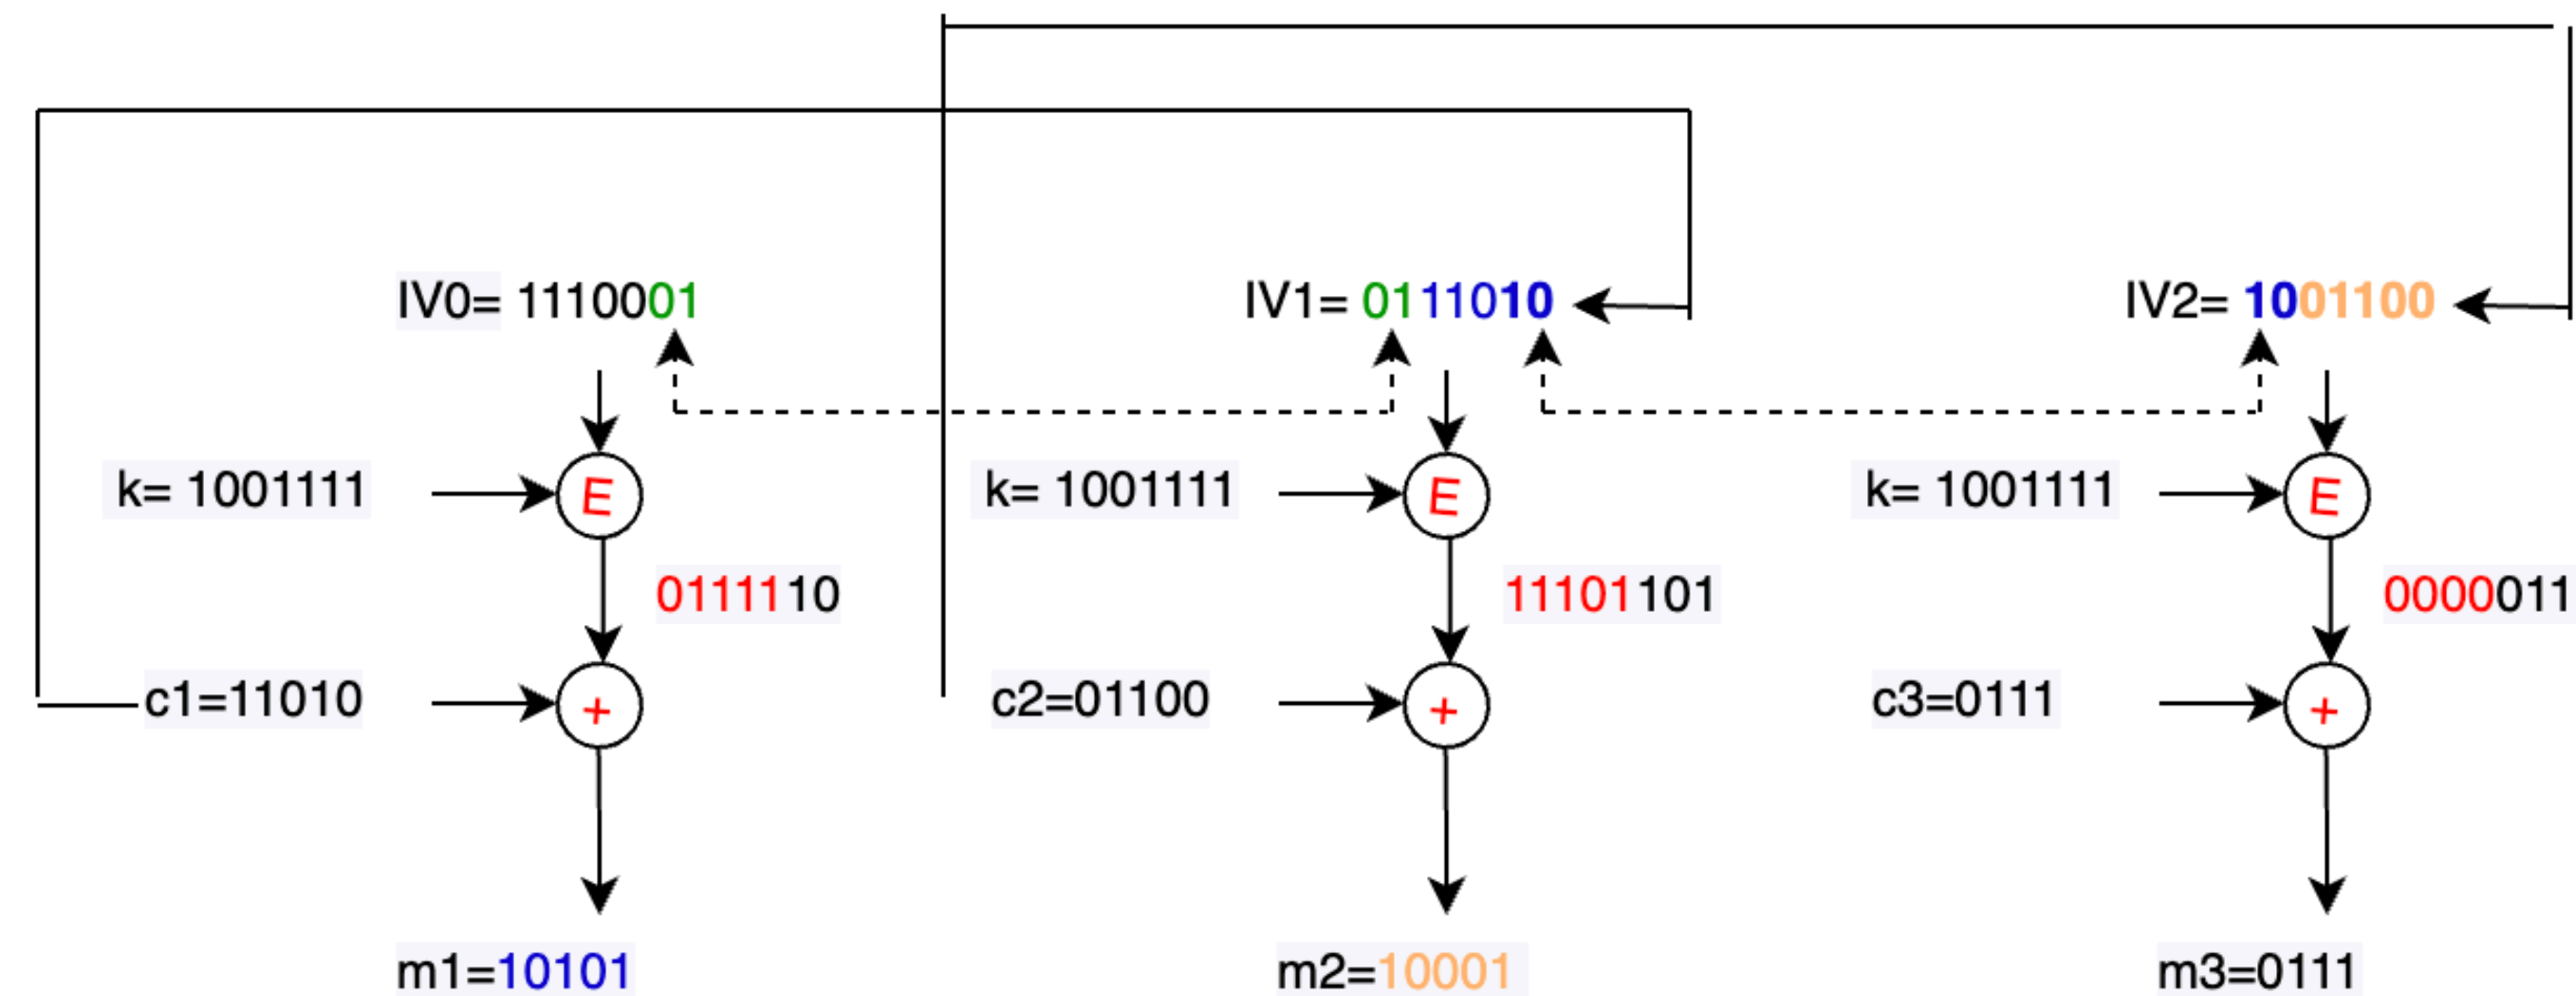 IV0= 1110001
IV1= 0111010
IV2= 1001100
k= 1001111
E
k= 1001111
E
k= 1001111
E
0111110
11101101
0000011
c1=11010
+
c2=01100
+
c3=0111
+
m1=10101
m2=10001
m3=0111